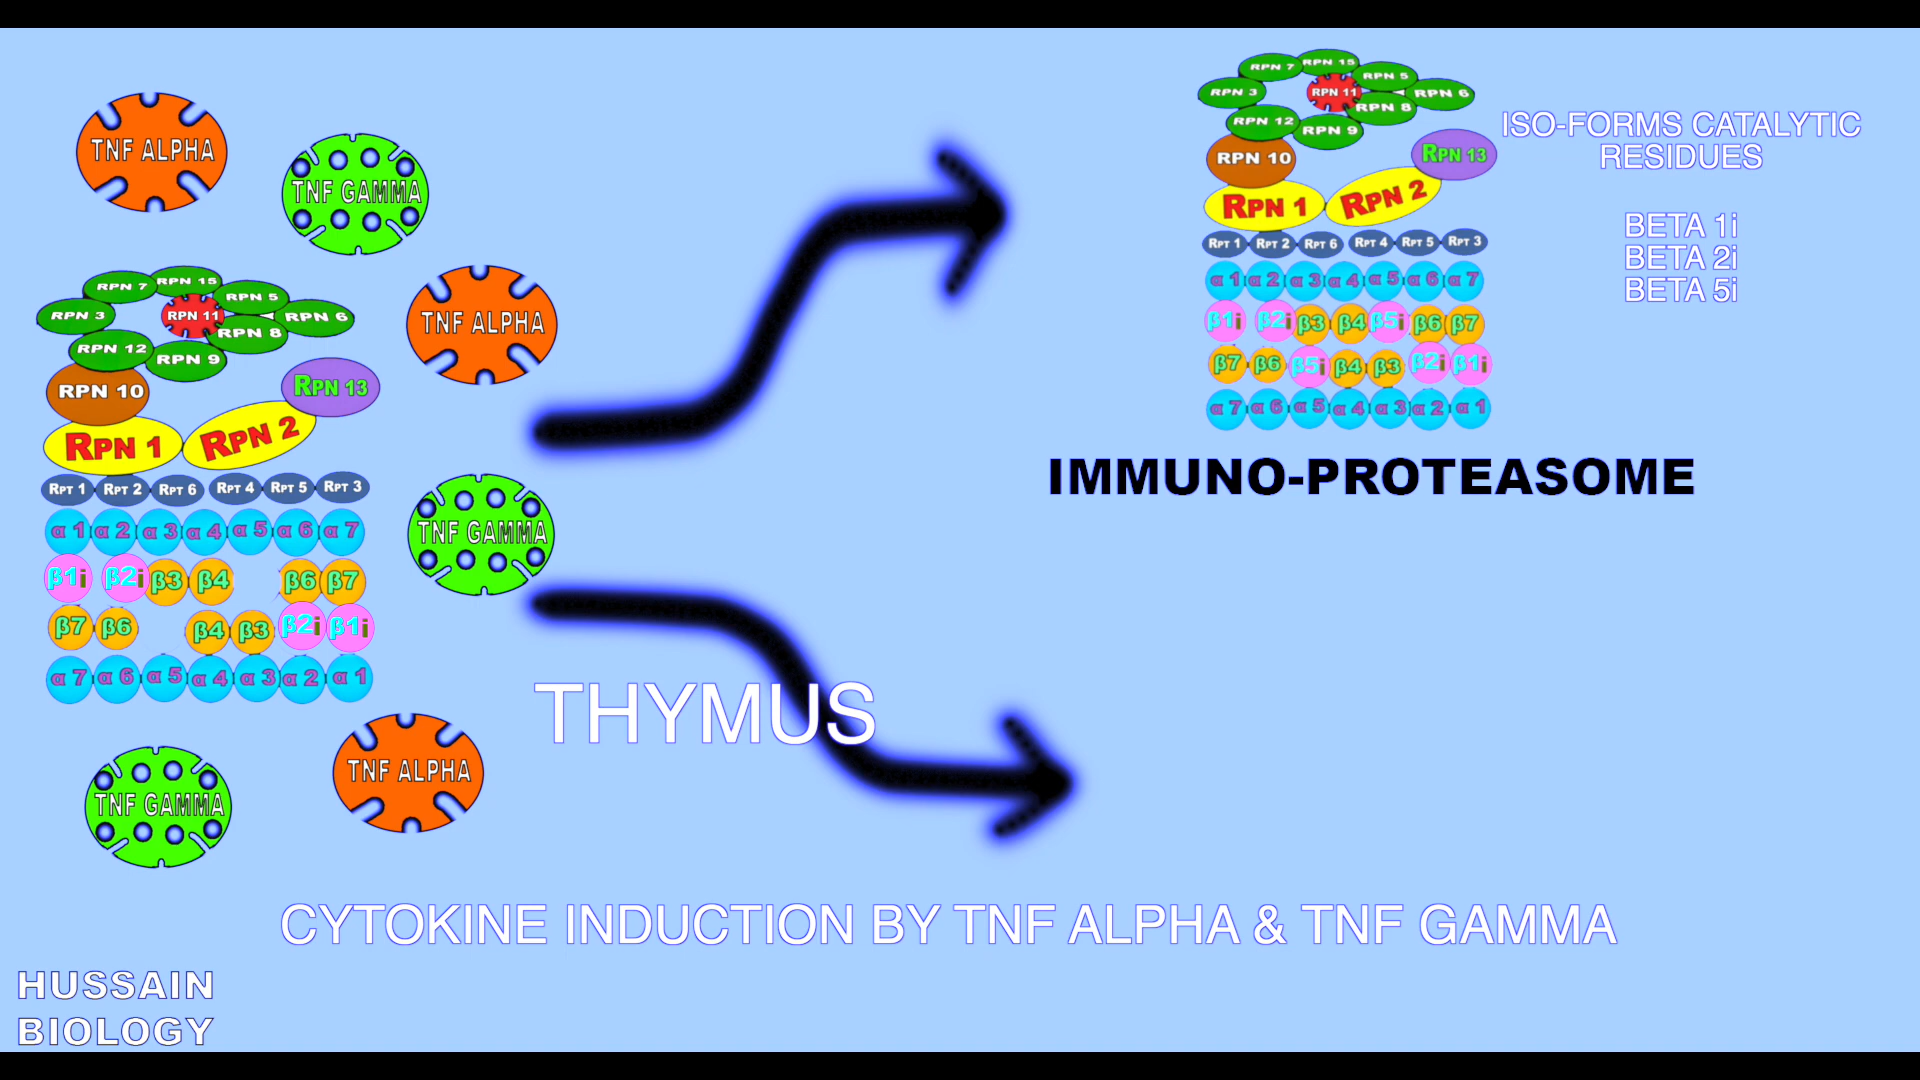 TNF ALPHA
TNF GAMMA
TNF ALPHA
RPN 7 RPN 15
RPN 5
RPN 3 RPN 11 RPN 6
RPN 8
RPN 12
RPN 9
RPN 10 RPN 13
RPN 1 RPN 2
RPT 1 RPT 2 RPT 6 RPT 4 RPT 5 RPT 3
α 1 α 2 α 3 α 4 α 5 α 6 α 7
β1i β2i β3 β4 β6 β7
β7 β6 β4 β3 β2i β1i
α 7 α 6 α 5 α 4 α 3 α 2 α 1
TNF GAMMA
TNF ALPHA
TNF GAMMA
THYMUS
RPN 7 RPN 15
RPN 5
RPN 3 RPN 11 RPN 6
RPN 8
RPN 12
RPN 9
RPN 10 RPN 13
RPN 1 RPN 2
RPT 1 RPT 2 RPT 6 RPT 4 RPT 5 RPT 3
α 1 α 2 α 3 α 4 α 5 α 6 α 7
β1i β2i β3 β4 β5i β6 β7
β7 β6 β5i β4 β3 β2i β1i
α 7 α 6 α 5 α 4 α 3 α 2 α 1
ISO-FORMS CATALYTIC
RESIDUES
BETA 1i
BETA 2i
BETA 5i
IMMUNO-PROTEASOME
CYTOKINE INDUCTION BY TNF ALPHA & TNF GAMMA
HUSSAIN
BIOLOGY